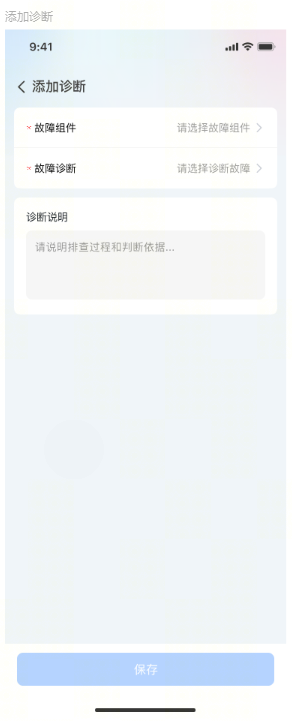 添加诊断
9:41
添加诊断
* 故障组件 请选择故障组件
* 故障诊断 请选择诊断故障
诊断说明
请说明排查过程和判断依据...
保存